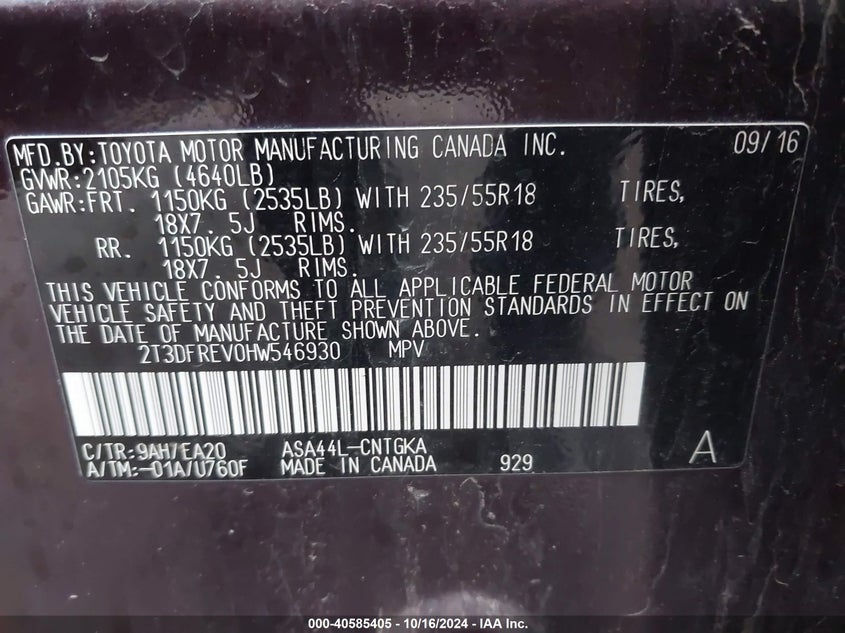 MFD.BY:TOYOTA MOTOR MANUFACTURING CANADA INC. 09/16
GVWR:2105KG (4640LB)
GAWR:FRT. 1150KG (2535LB) WITH 235/55R18 TIRES,
18X7. 5J RIMS.
RR. 1150KG (2535LB) WITH 235/55R18 TIRES,
18X7. 5J RIMS.
THIS VEHICLE CONFORMS TO ALL APPLICABLE FEDERAL MOTOR
VEHICLE SAFETY AND THEFT PREVENTION STANDARDS IN EFFECT ON
THE DATE OF MANUFACTURE SHOWN ABOVE.
2T3DFREV0HW546930 MPV
C/TR:9AH/EA20 ASA44L-CNTGKA A
A/TM:-01A/U760F MADE IN CANADA 929
000-40585405 - 10/16/2024 - IAA Inc.